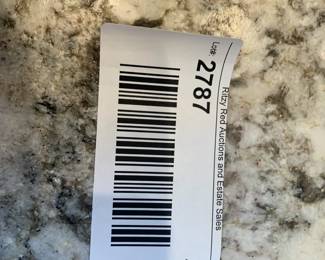 Ritzy Red Auctions and Estate Sales
Lot#: 2787